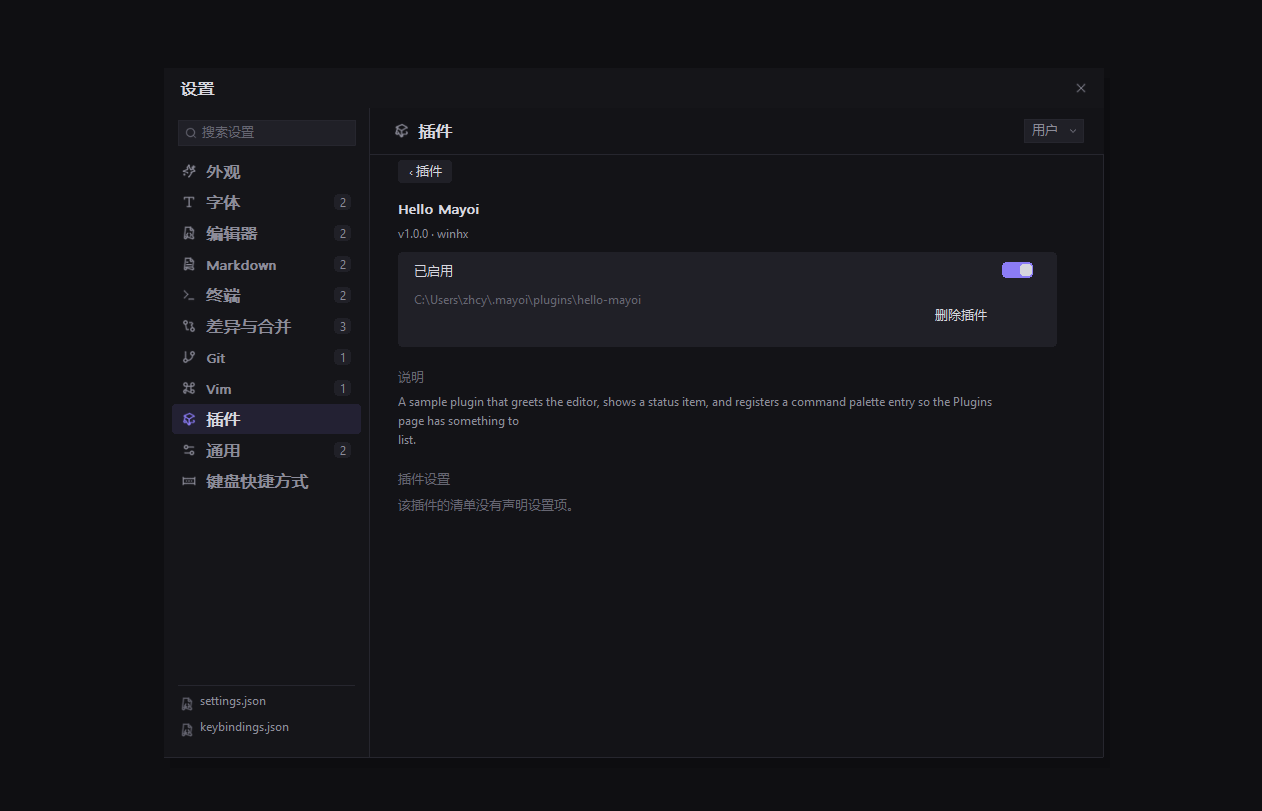 设置
搜索设置
外观
字体 2
编辑器 2
Markdown 2
终端 2
差异与合并 3
Git 1
Vim 1
插件
通用 2
键盘快捷方式
settings.json
keybindings.json
插件
用户
‹ 插件
Hello Mayoi
v1.0.0 · winhx
已启用
C:\Users\zhcy\.mayoi\plugins\hello-mayoi
删除插件
说明
A sample plugin that greets the editor, shows a status item, and registers a command palette entry so the Plugins
page has something to
list.
插件设置
该插件的清单没有声明设置项。